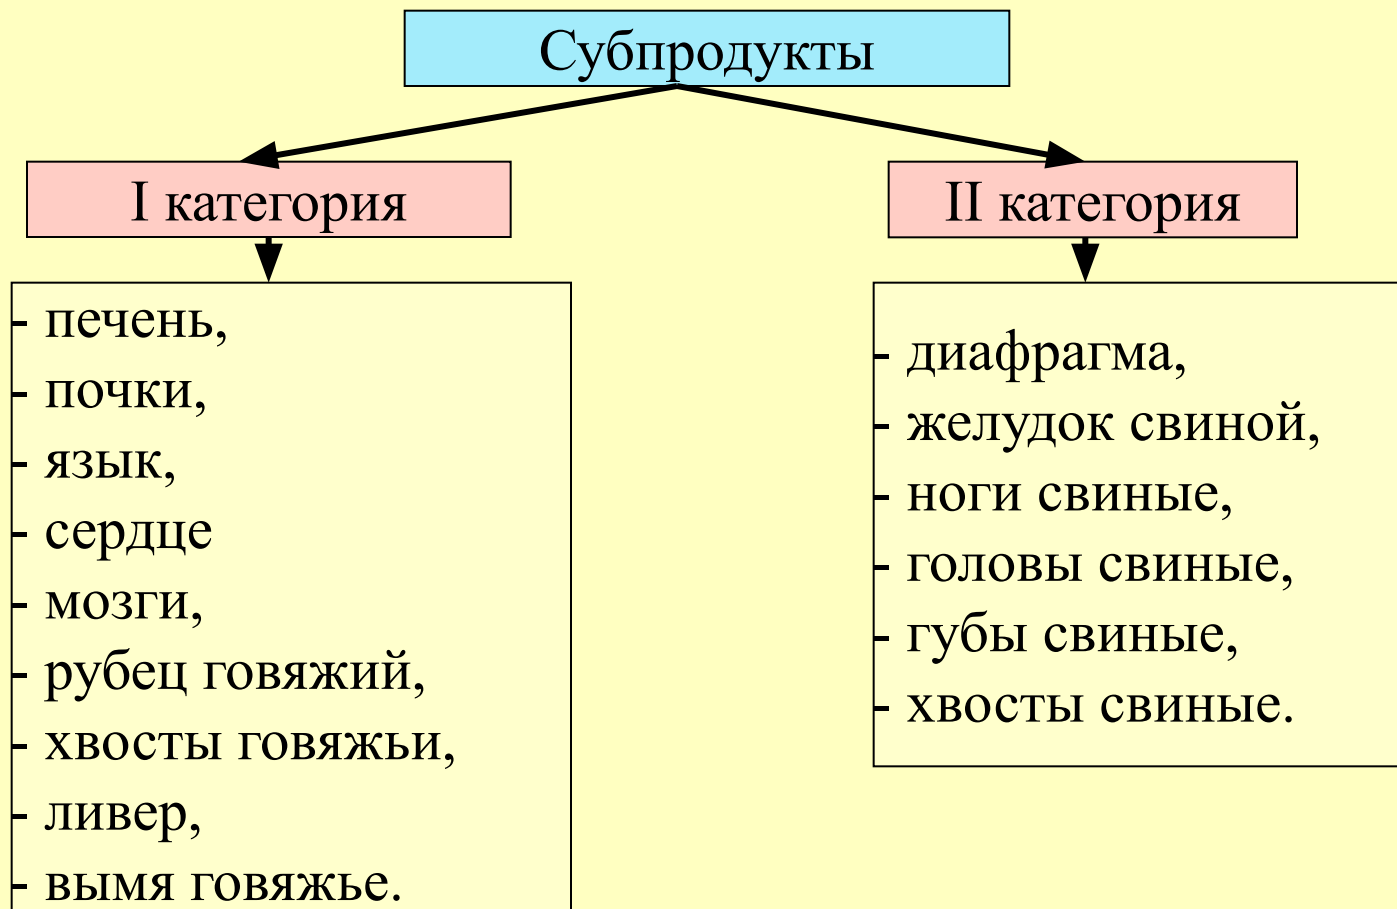 Субпродукты
I категория
- печень,
- почки,
- язык,
- сердце
- мозги,
- рубец говяжий,
- хвосты говяжьи,
- ливер,
- вымя говяжье.
II категория
- диафрагма,
- желудок свиной,
- ноги свиные,
- головы свиные,
- губы свиные,
- хвосты свиные.